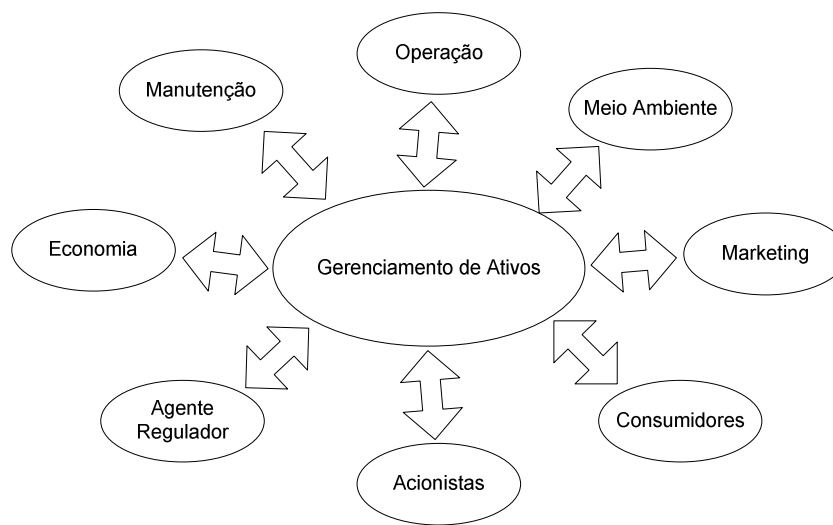 Operação
Manutenção
Meio Ambiente
Economia
Gerenciamento de Ativos
Marketing
Agente
Regulador
Consumidores
Acionistas